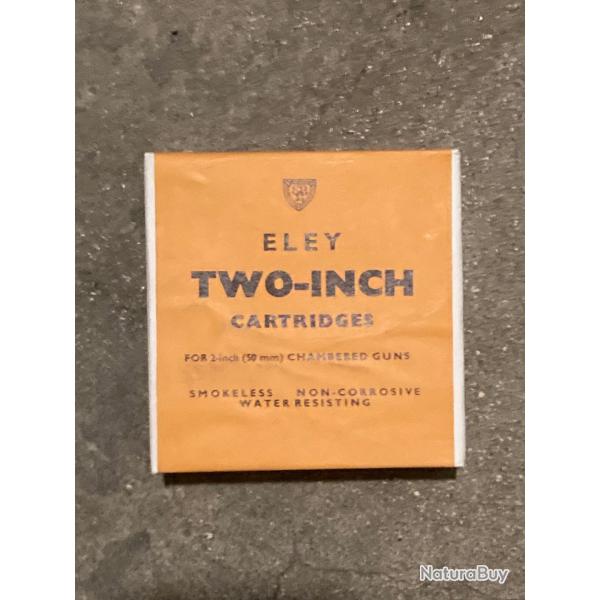 ELEY
TWO-INCH
CARTRIDGES
FOR 2-inch (50 mm) CHAMBERED GUNS
SMOKELESS NON-CORROSIVE
WATER RESISTING
NaturaBuy